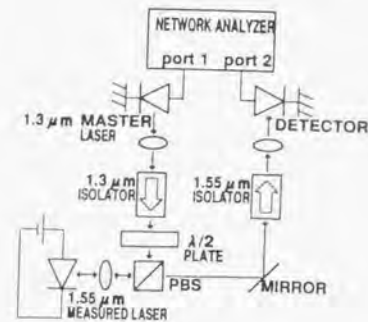 NETWORK ANALYZER
port 1 port 2
1.3 μm MASTER
LASER
DETECTOR
1.3 μm
ISOLATOR
1.55 μm
ISOLATOR
λ/2
PLATE
PBS
MIRROR
1.55 μm
MEASURED LASER